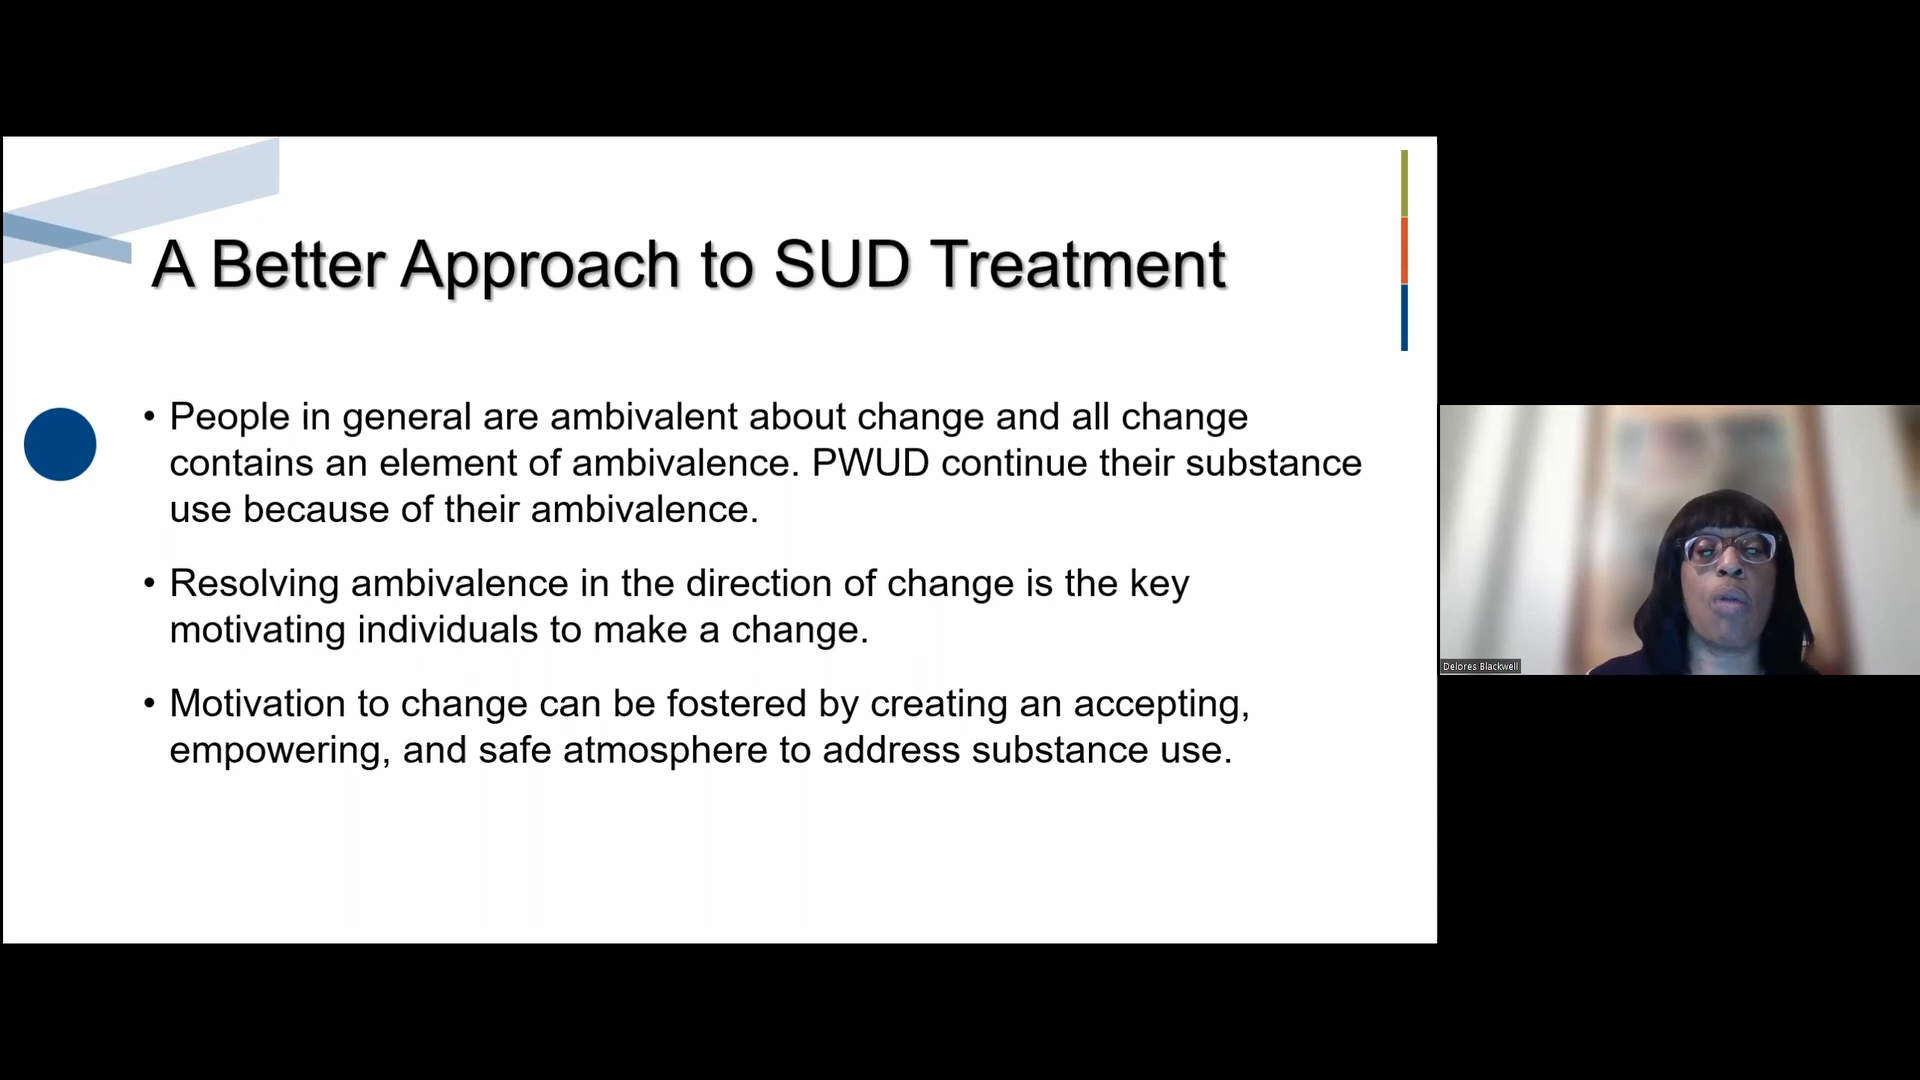 A Better Approach to SUD Treatment
• People in general are ambivalent about change and all change
contains an element of ambivalence. PWUD continue their substance
use because of their ambivalence.
• Resolving ambivalence in the direction of change is the key
motivating individuals to make a change.
• Motivation to change can be fostered by creating an accepting,
empowering, and safe atmosphere to address substance use.
Delores Blackwell